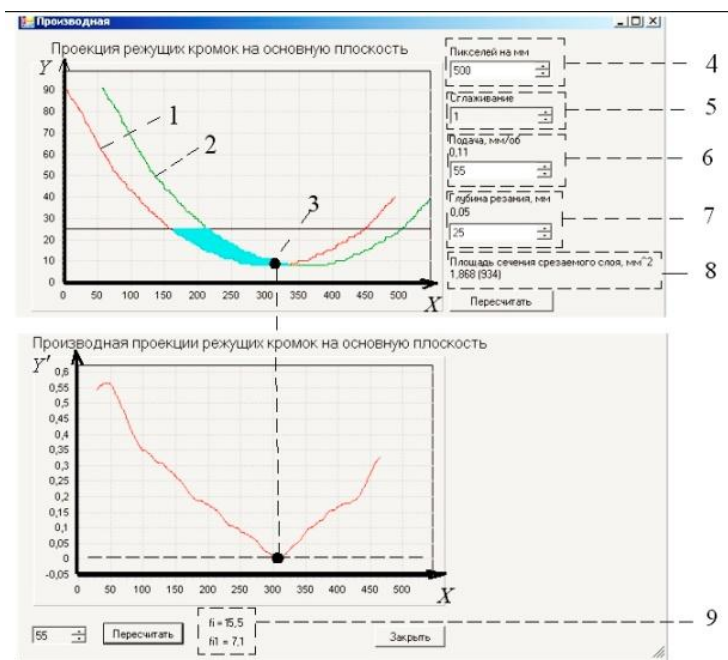 Производная
Проекция режущих кромок на основную плоскость
Y
90
80
70
60
50
40
30
20
10
0
0 50 100 150 200 250 300 350 400 450 500
X
1
2
3
Пикселей на мм
500
4
Сглаживание
1
5
Подача, мм/об
0,11
55
6
Глубина резания, мм
0,05
25
7
Площадь сечения срезаемого слоя, мм^2
1,868 (934)
8
Пересчитать
Производная проекции режущих кромок на основную плоскость
Y'
0,6
0,55
0,5
0,45
0,4
0,35
0,3
0,25
0,2
0,15
0,1
0,05
0
-0,05
0 50 100 150 200 250 300 350 400 450 500
X
55
Пересчитать
fi = 15,5
fi1 = 7,1
9
Закрыть